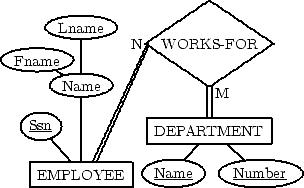 Lname
N
WORKS-FOR
Fname
Name
M
Ssn
DEPARTMENT
EMPLOYEE
Name
Number